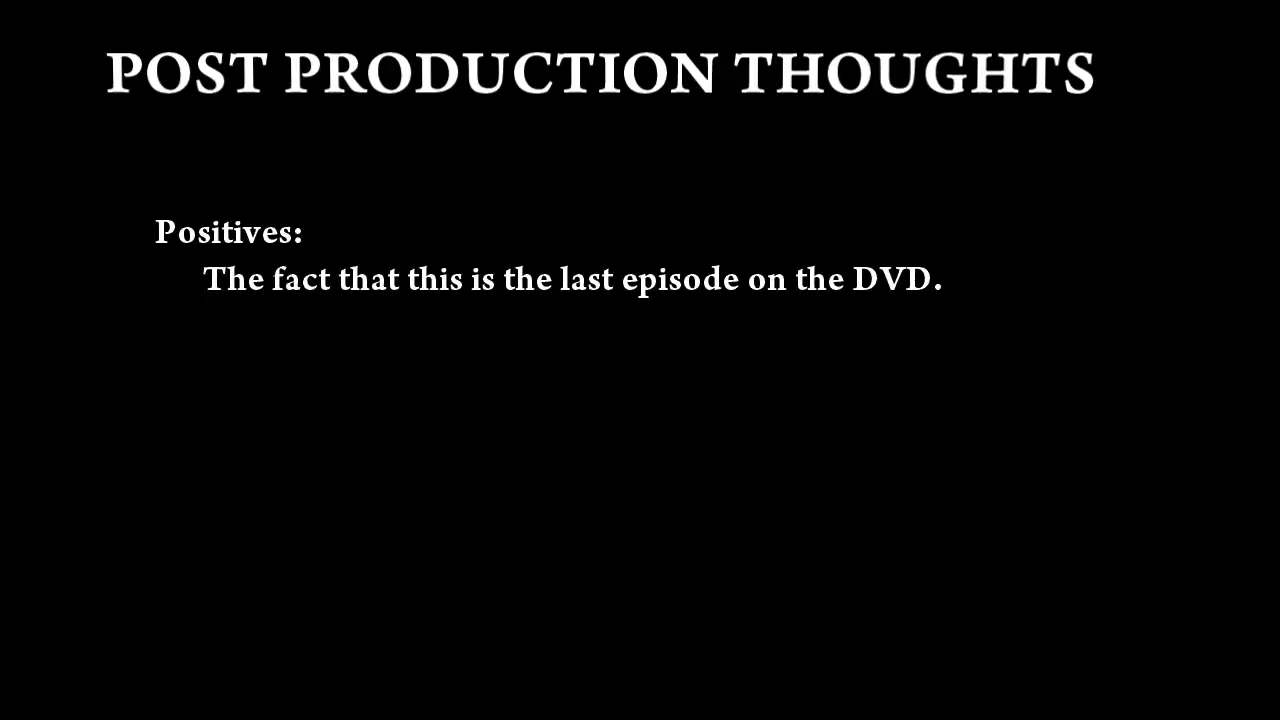 POST PRODUCTION THOUGHTS
Positives:
The fact that this is the last episode on the DVD.